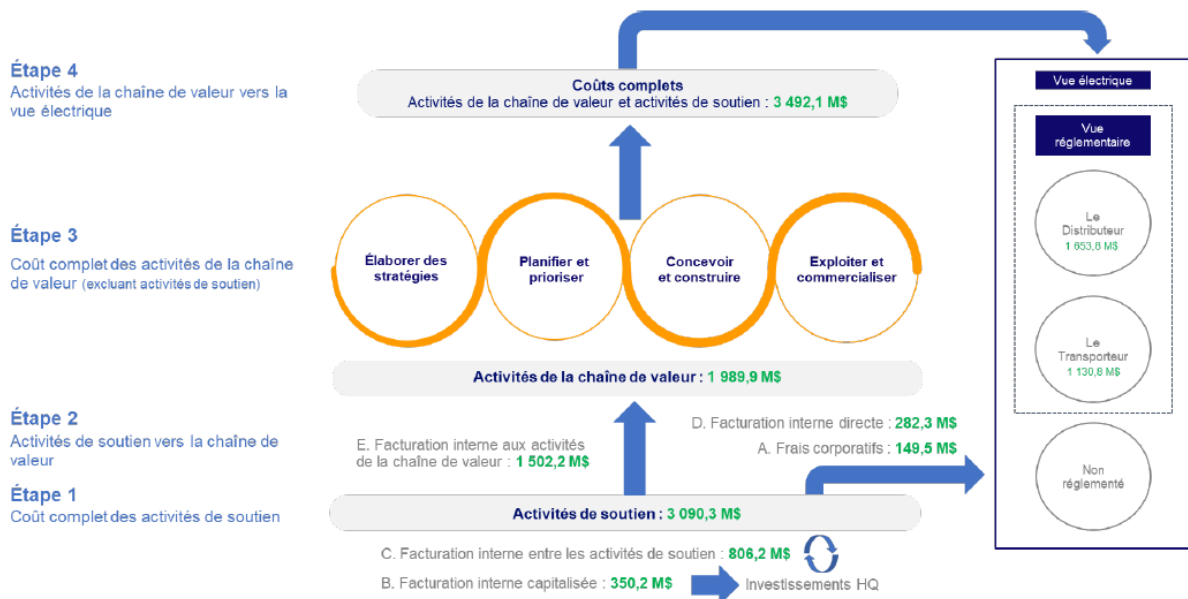 Étape 4
Activités de la chaîne de valeur vers la
vue électrique
Coûts complets
Activités de la chaîne de valeur et activités de soutien : 3 492,1 M$
Vue électrique
Vue
réglementaire
Le
Distributeur
1 653,8 M$
Le
Transporteur
1 130,8 M$
Non
réglementé
Étape 3
Coût complet des activités de la chaîne
de valeur (excluant activités de soutien)
Élaborer des
stratégies
Planifier et
prioriser
Concevoir
et construire
Exploiter et
commercialiser
Activités de la chaîne de valeur : 1 989,9 M$
Étape 2
Activités de soutien vers la chaîne de
valeur
E. Facturation interne aux activités
de la chaîne de valeur : 1 502,2 M$
D. Facturation interne directe : 282,3 M$
A. Frais corporatifs : 149,5 M$
Étape 1
Coût complet des activités de soutien
Activités de soutien : 3 090,3 M$
C. Facturation interne entre les activités de soutien : 806,2 M$
B. Facturation interne capitalisée : 350,2 M$
Investissements HQ